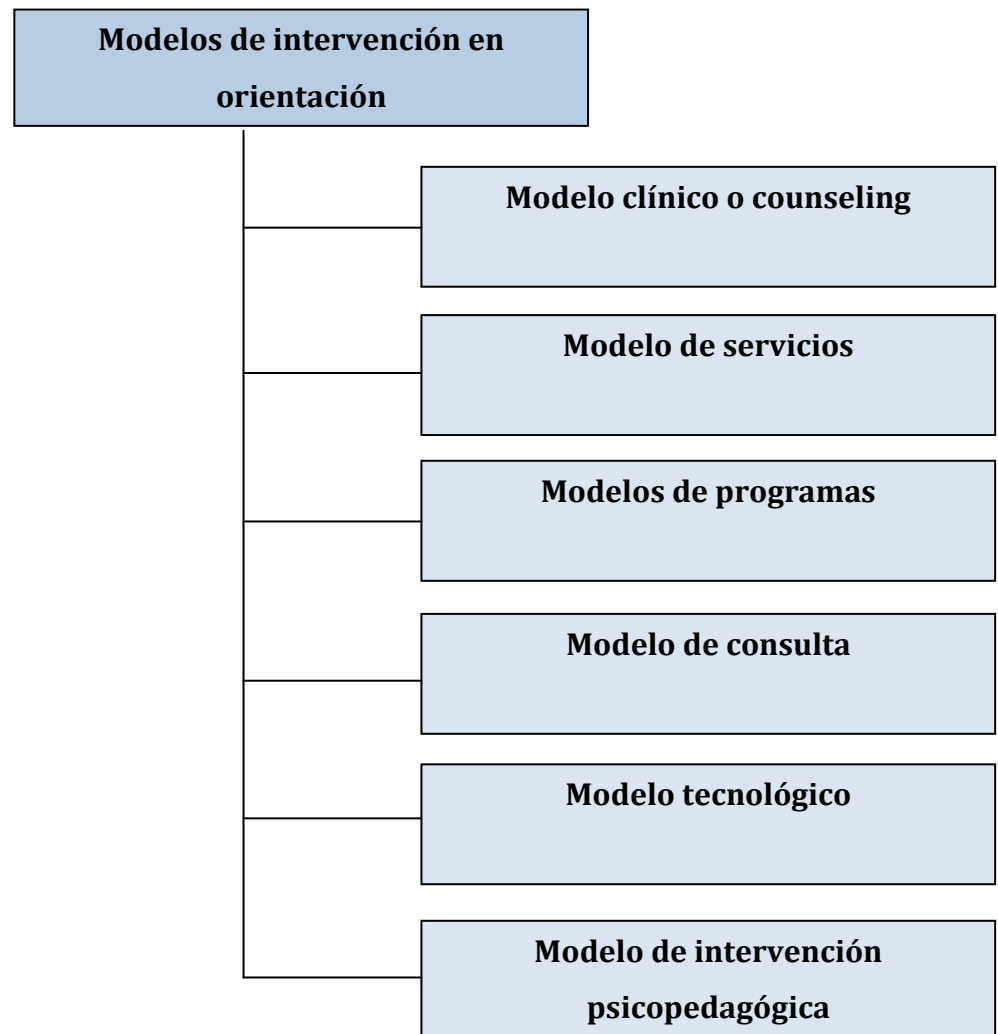 Modelos de intervención en
orientación
Modelo clínico o counseling
Modelo de servicios
Modelos de programas
Modelo de consulta
Modelo tecnológico
Modelo de intervención
psicopedagógica